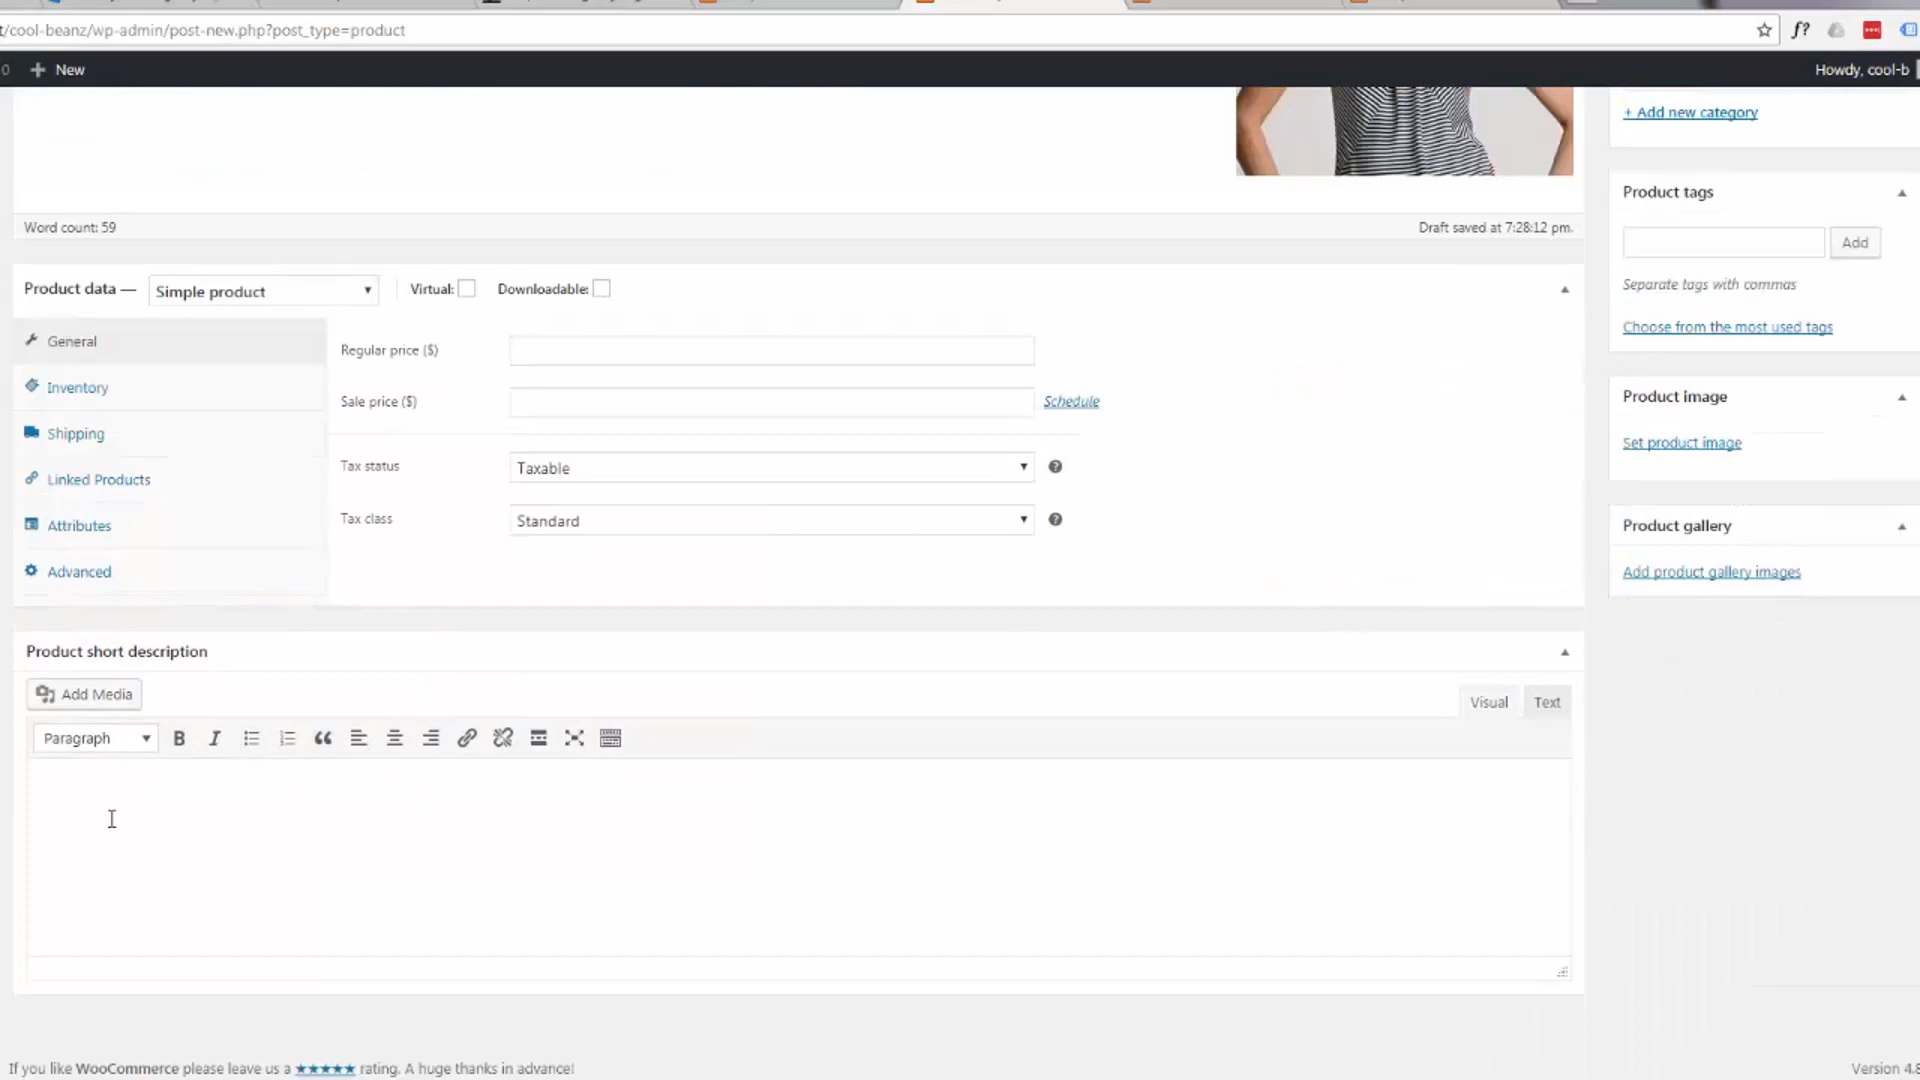 t/cool-beanz/wp-admin/post-new.php?post_type=product
f?
0 + New
Howdy, cool-b
+ Add new category
Product tags
Word count: 59
Draft saved at 7:28:12 pm.
Add
Product data —
Simple product
Virtual:
Downloadable:
Separate tags with commas
Choose from the most used tags
General
Regular price ($)
Inventory
Sale price ($)
Schedule
Product image
Shipping
Set product image
Tax status
Taxable
Linked Products
Tax class
Standard
Attributes
Product gallery
Advanced
Add product gallery images
Product short description
Add Media
Visual
Text
Paragraph
B
I
If you like WooCommerce please leave us a ★★★★★ rating. A huge thanks in advance!
Version 4.8